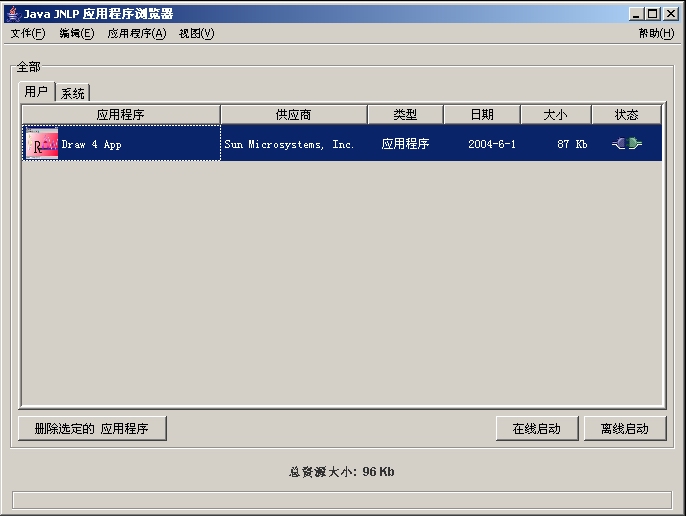 Java JNLP 应用程序浏览器
文件(F) 编辑(E) 应用程序(A) 视图(V) 帮助(H)
全部
用户 系统
应用程序 供应商 类型 日期 大小 状态
Draw 4 App Sun Microsystems, Inc. 应用程序 2004-6-1 87 Kb
删除选定的 应用程序 在线启动 离线启动
总资源大小: 96 Kb